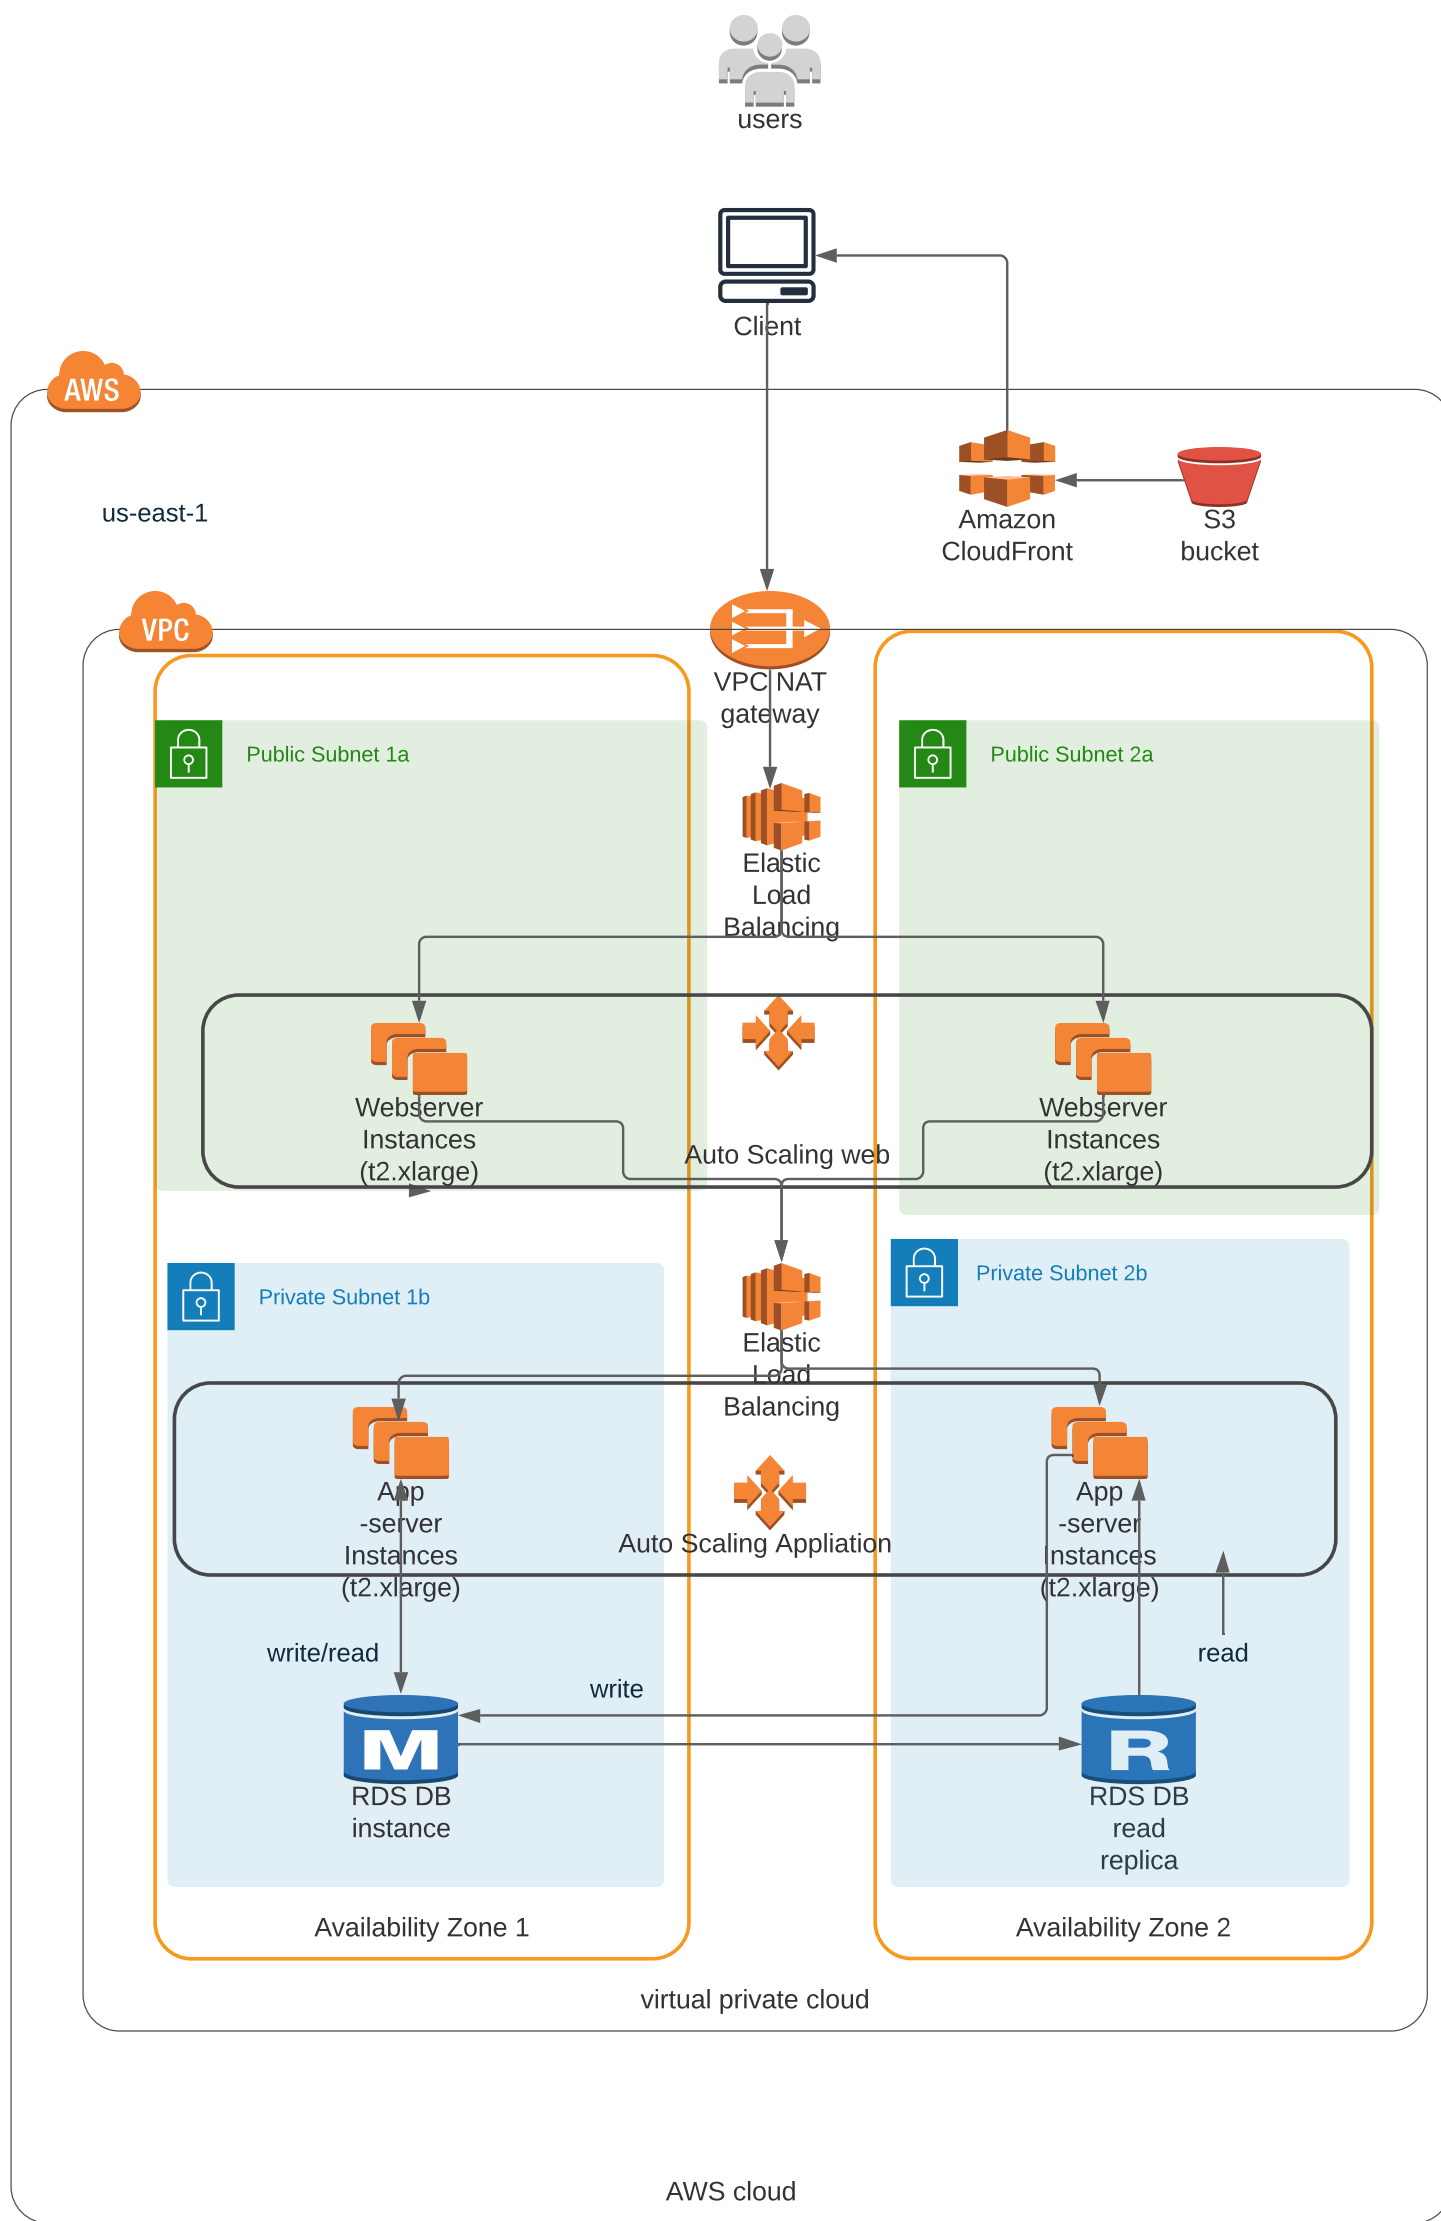 users
Client
AWS
us-east-1
Amazon
CloudFront
S3
bucket
VPC
VPC NAT
gateway
Public Subnet 1a
Public Subnet 2a
Elastic
Load
Balancing
Webserver
Instances
(t2.xlarge)
Auto Scaling web
Webserver
Instances
(t2.xlarge)
Private Subnet 1b
Private Subnet 2b
Elastic
Load
Balancing
App
-server
Instances
(t2.xlarge)
Auto Scaling Appliation
App
-server
Instances
(t2.xlarge)
write/read
write
read
M
RDS DB
instance
R
RDS DB
read
replica
Availability Zone 1
Availability Zone 2
virtual private cloud
AWS cloud